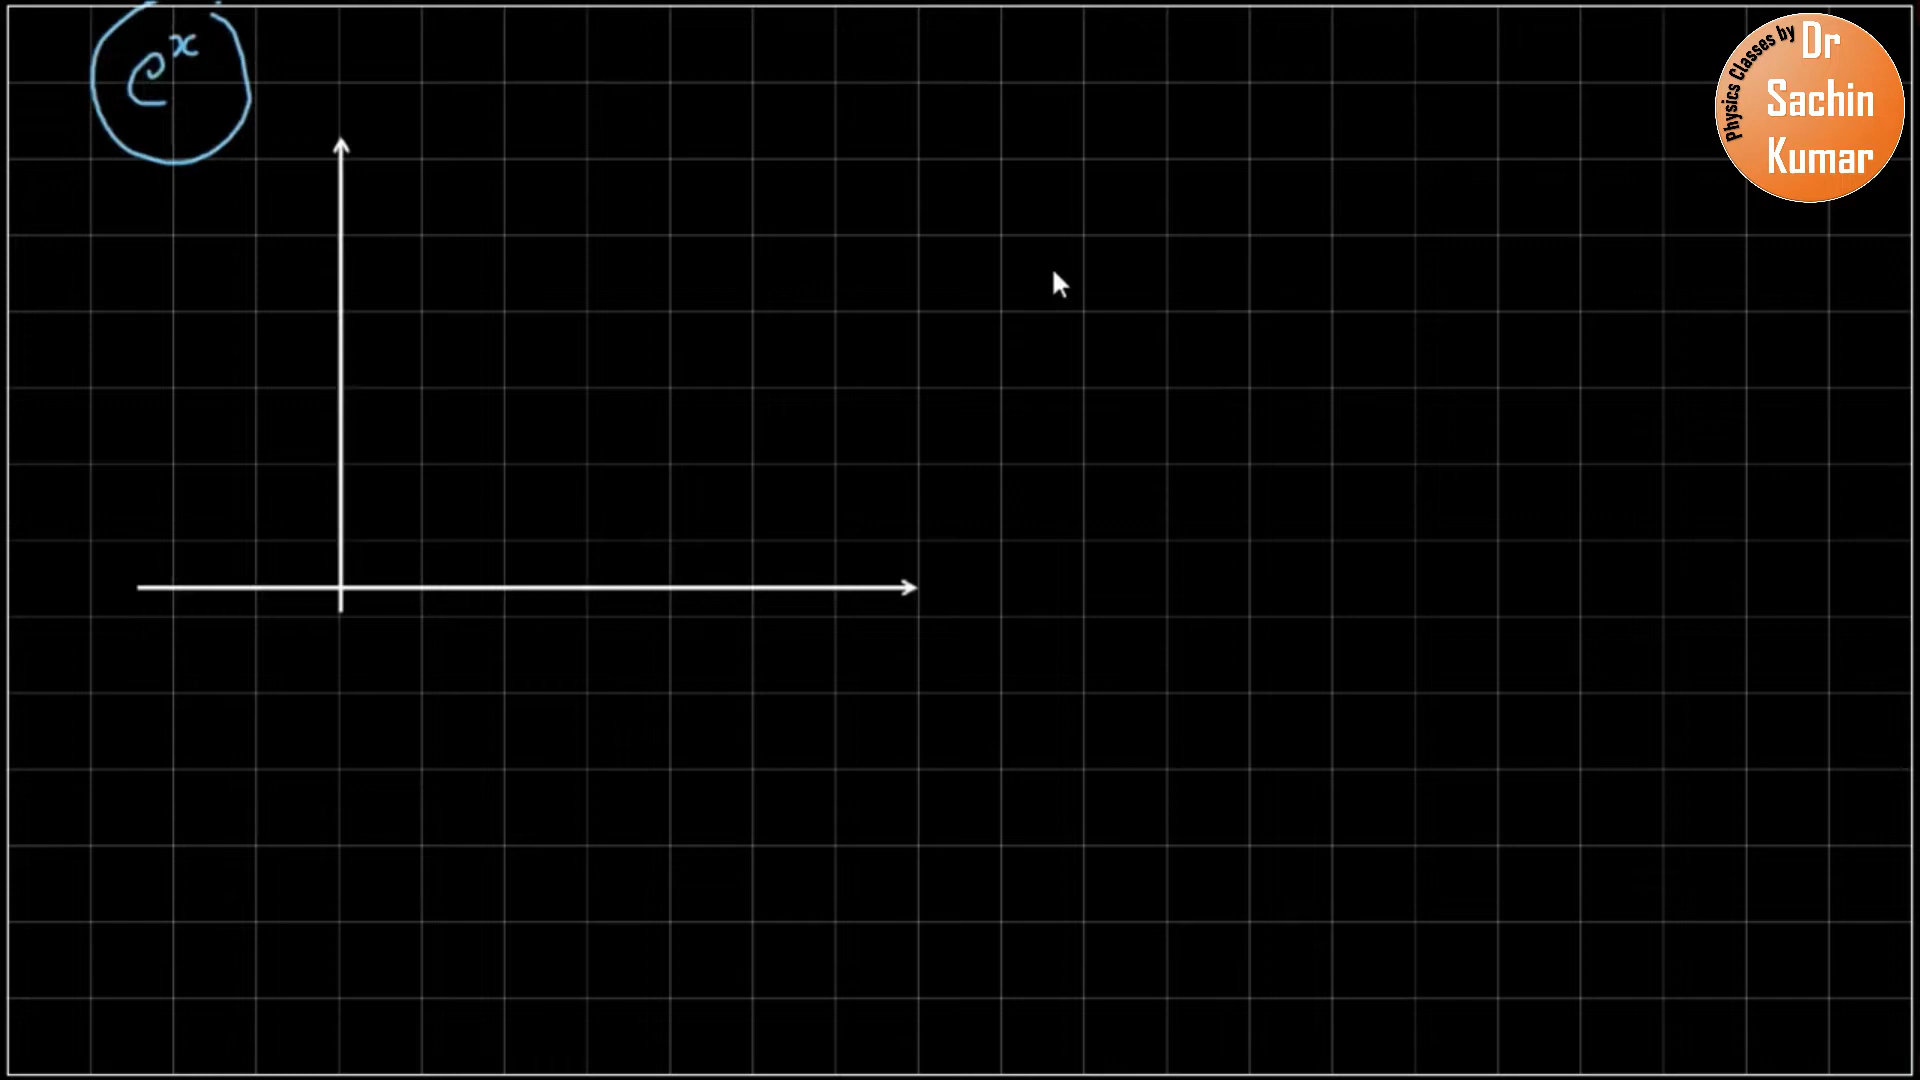 e^x
Physics Classes by
Dr
Sachin
Kumar